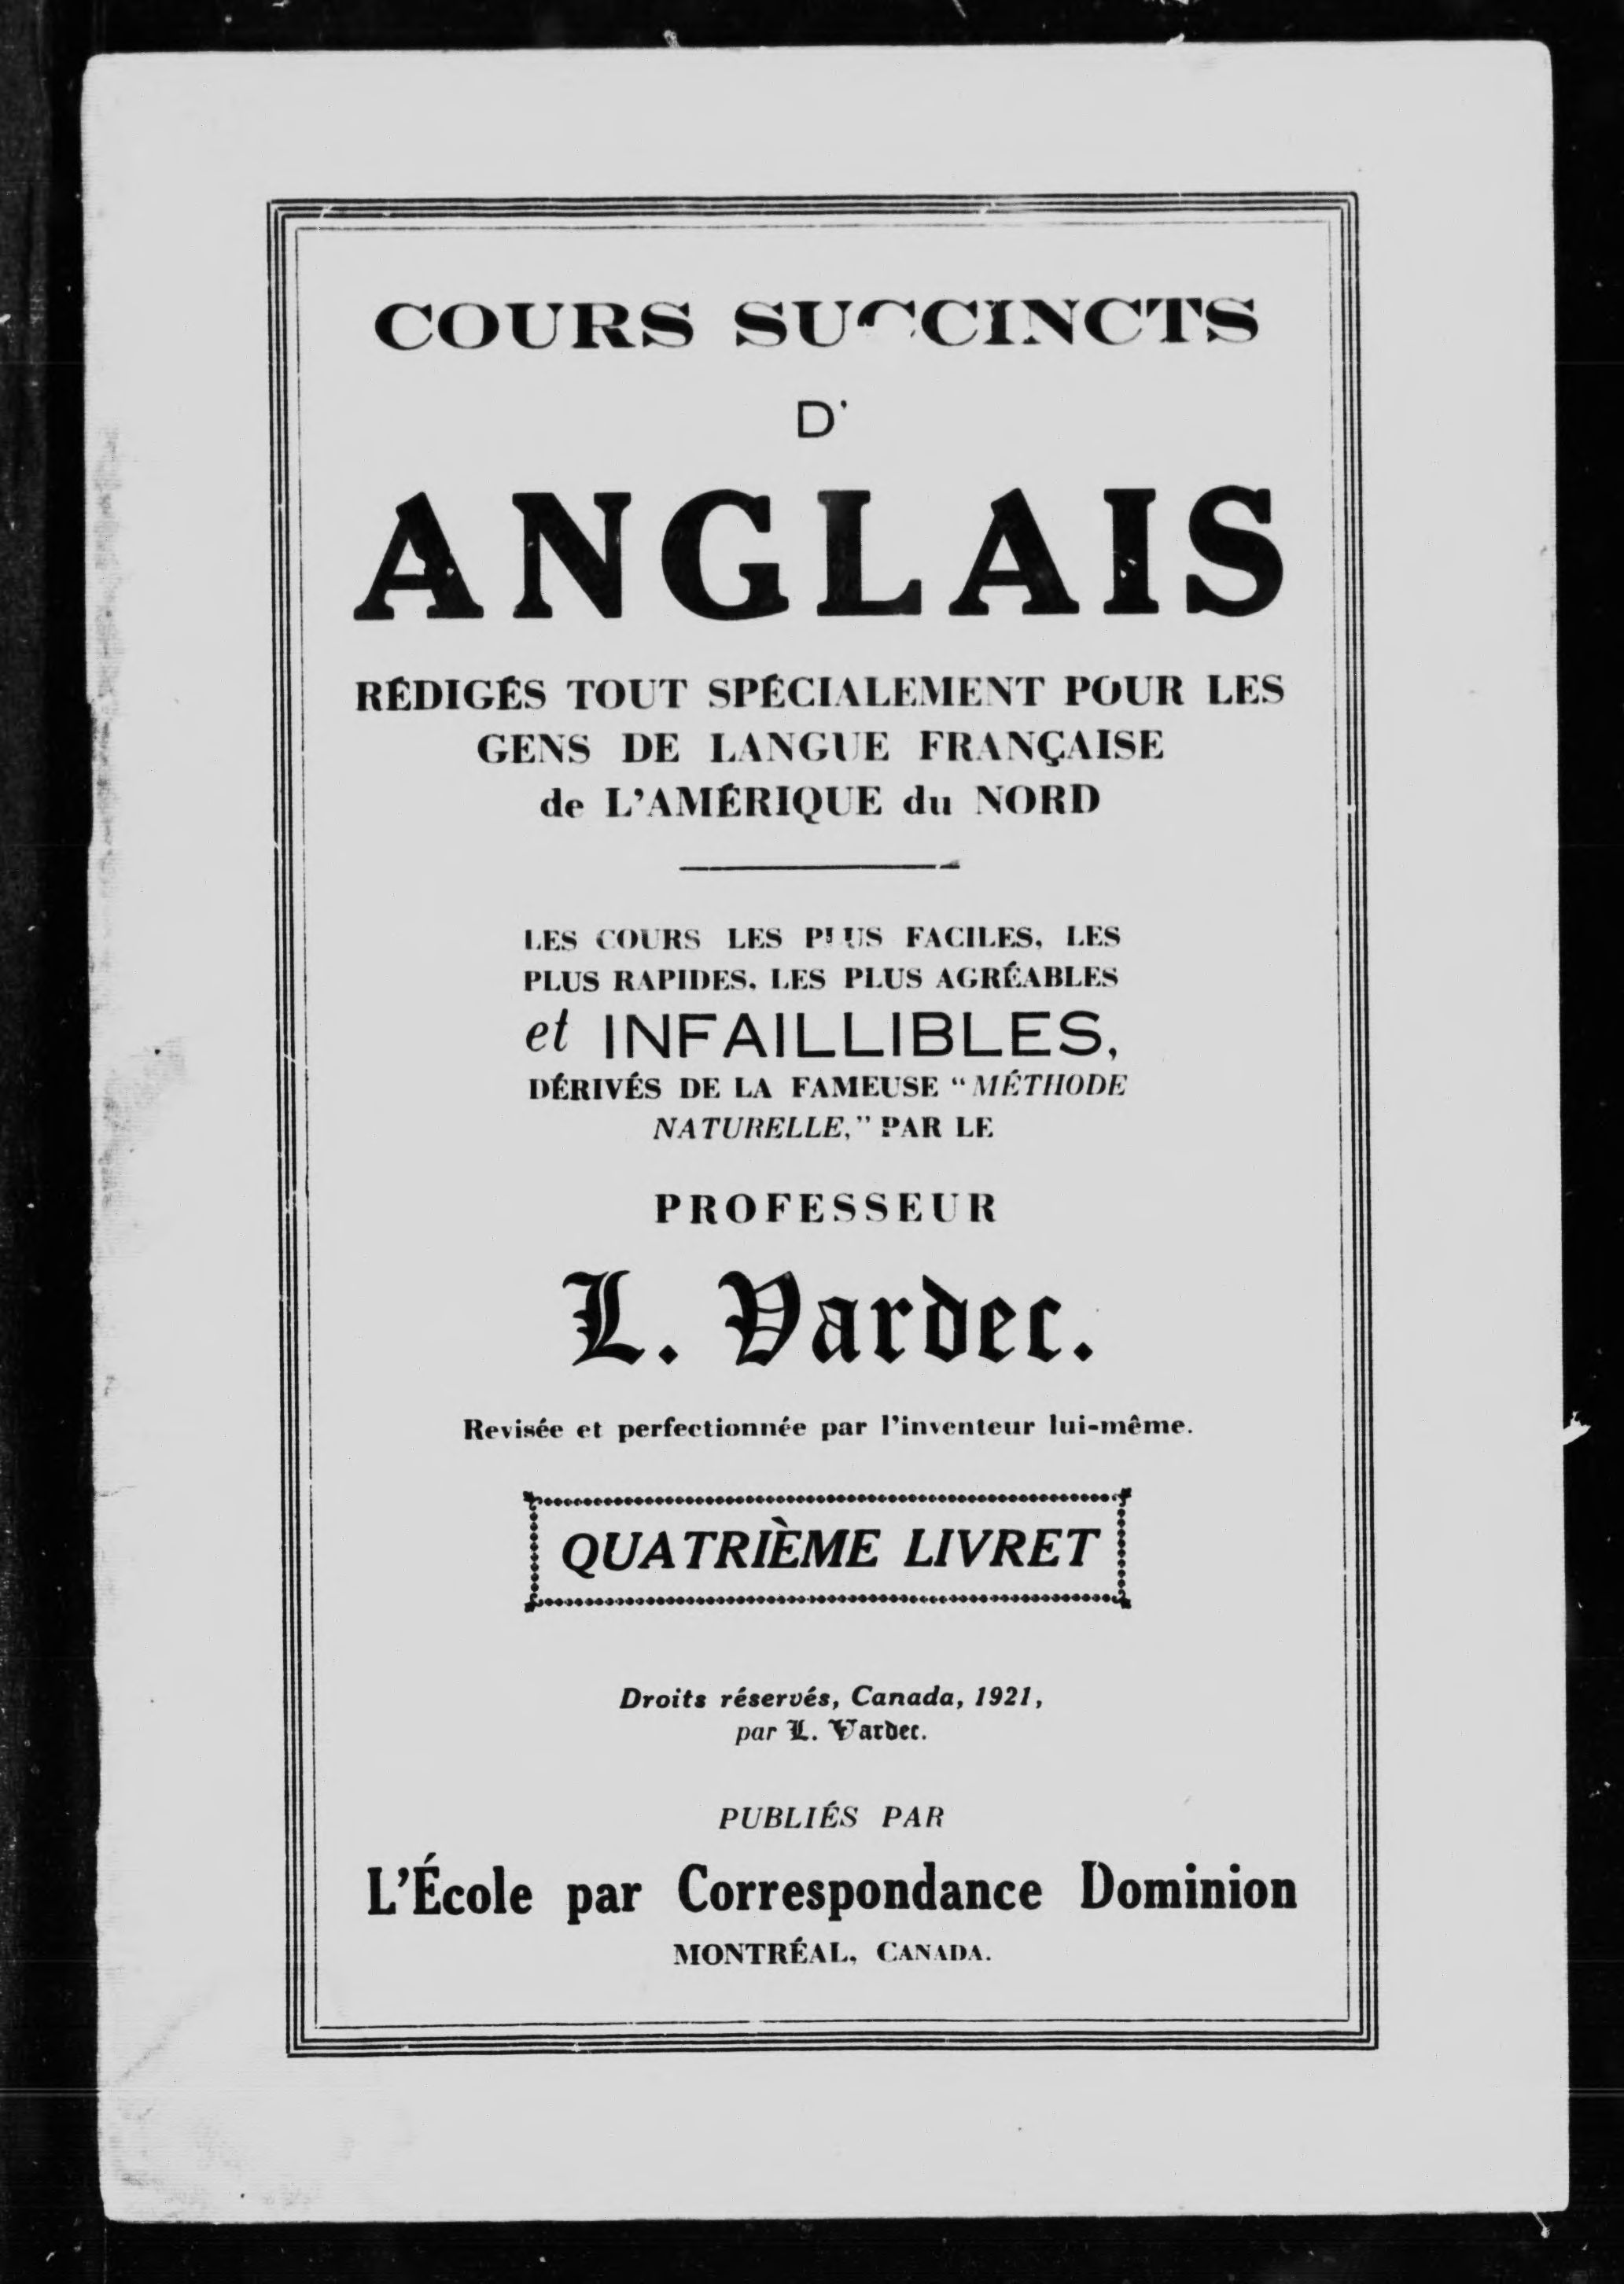 COURS SUCCINCTS
D'
ANGLAIS
RÉDIGÉS TOUT SPÉCIALEMENT POUR LES
GENS DE LANGUE FRANÇAISE
de L'AMÉRIQUE du NORD
LES COURS LES PLUS FACILES, LES
PLUS RAPIDES, LES PLUS AGRÉABLES
et INFAILLIBLES,
DÉRIVÉS DE LA FAMEUSE "MÉTHODE
NATURELLE," PAR LE
PROFESSEUR
L. Vardec.
Revisée et perfectionnée par l'inventeur lui-même.
QUATRIÈME LIVRET
Droits réservés, Canada, 1921,
par L. Vardec.
PUBLIÉS PAR
L'École par Correspondance Dominion
MONTRÉAL, CANADA.